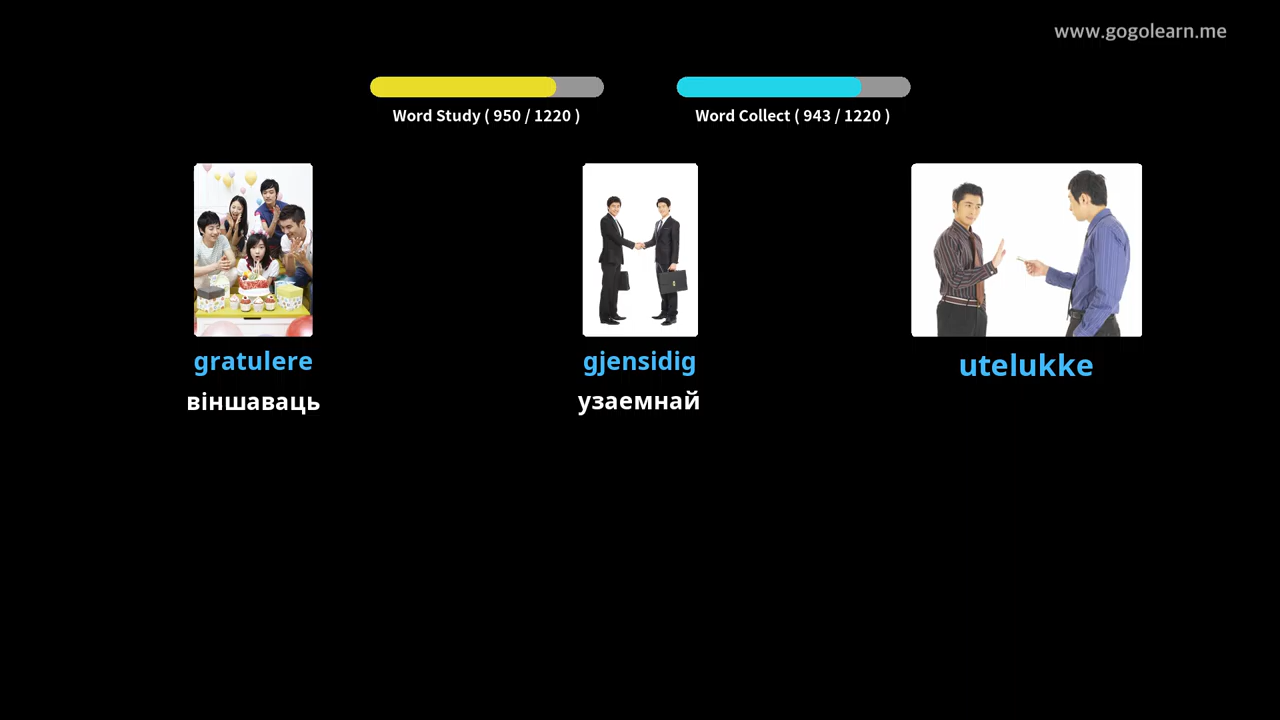 www.gogolearn.me
Word Study ( 950 / 1220 )
Word Collect ( 943 / 1220 )
gratulere
віншаваць
gjensidig
узаемнай
utelukke